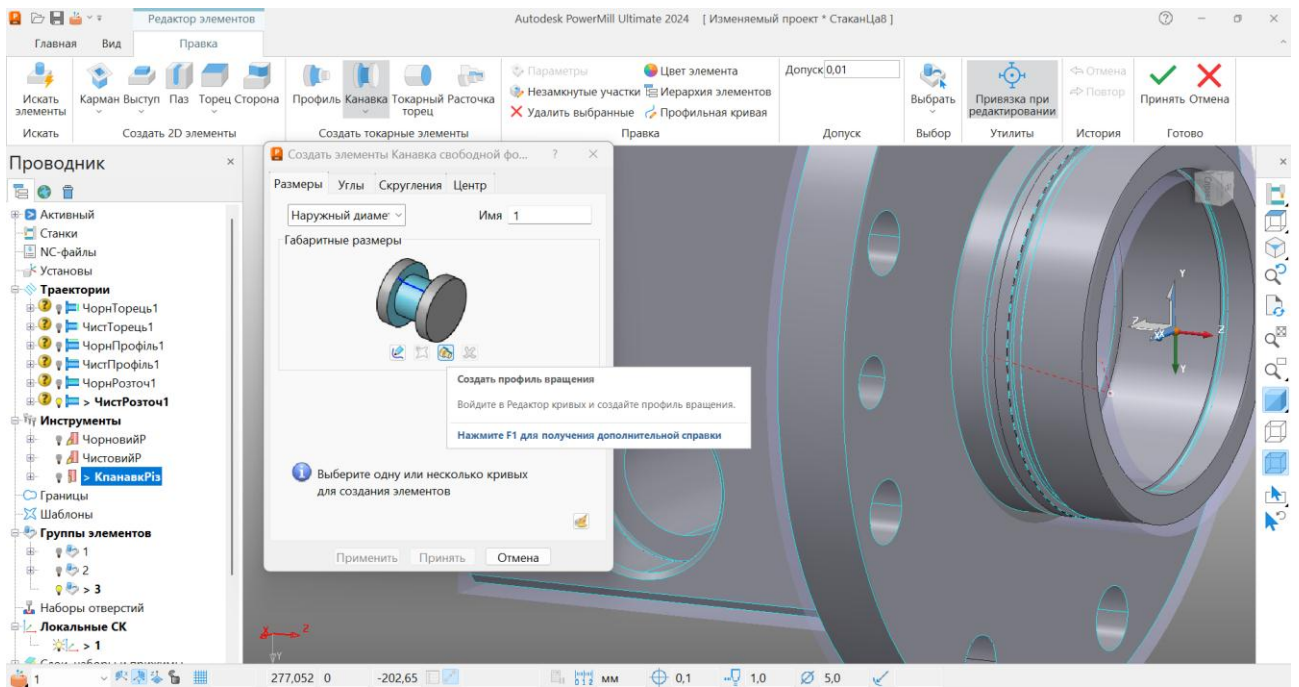 Редактор элементов
Autodesk PowerMill Ultimate 2024 [ Изменяемый проект * СтаканЦа8 ]
Главная Вид Правка
Искать элементы
Карман Выступ Паз Торец Сторона
Профиль Канавка Токарный торец Расточка
Параметры
Незамкнутые участки
Удалить выбранные
Цвет элемента
Иерархия элементов
Профильная кривая
Допуск 0,01
Выбрать
Привязка при редактировании
Отмена
Повтор
Принять Отмена
Искать
Создать 2D элементы
Создать токарные элементы
Правка
Допуск
Выбор
Утилиты
История
Готово
Проводник
Активный
Станки
NC-файлы
Установы
Траектории
ЧорнТорець1
ЧистТорець1
ЧорнПрофіль1
ЧистПрофіль1
ЧорнРозточ1
> ЧистРозточ1
Инструменты
ЧорновийР
ЧистовийР
> КпанавкРіз
Границы
Шаблоны
Группы элементов
1
2
> 3
Наборы отверстий
Локальные СК
> 1
Создать элементы Канавка свободной фо... ?
Размеры Углы Скругления Центр
Наружный диаме
Имя 1
Габаритные размеры
Создать профиль вращения
Войдите в Редактор кривых и создайте профиль вращения.
Нажмите F1 для получения дополнительной справки
Выберите одну или несколько кривых
для создания элементов
Применить Принять Отмена
Y
Z
Z
X
Y
X
Z
Y
1
277,052 0 -202,65
мм
0,1
1,0
5,0